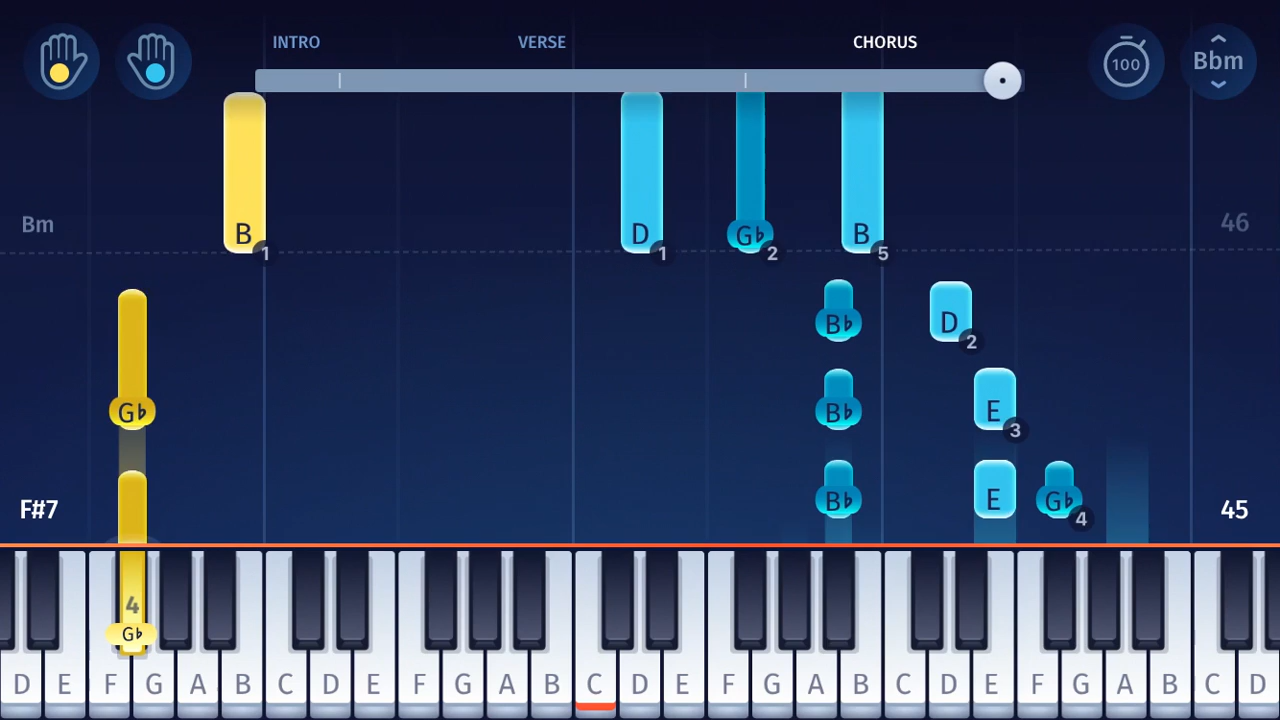 INTRO VERSE CHORUS
100 Bbm
Bm B 1 D 1 G♭ 2 B 5 46
B♭ D 2
G♭ B♭ E 3
F#7 B♭ E G♭ 4 45
4
G♭
D E F G A B C D E F G A B C D E F G A B C D E F G A B C D